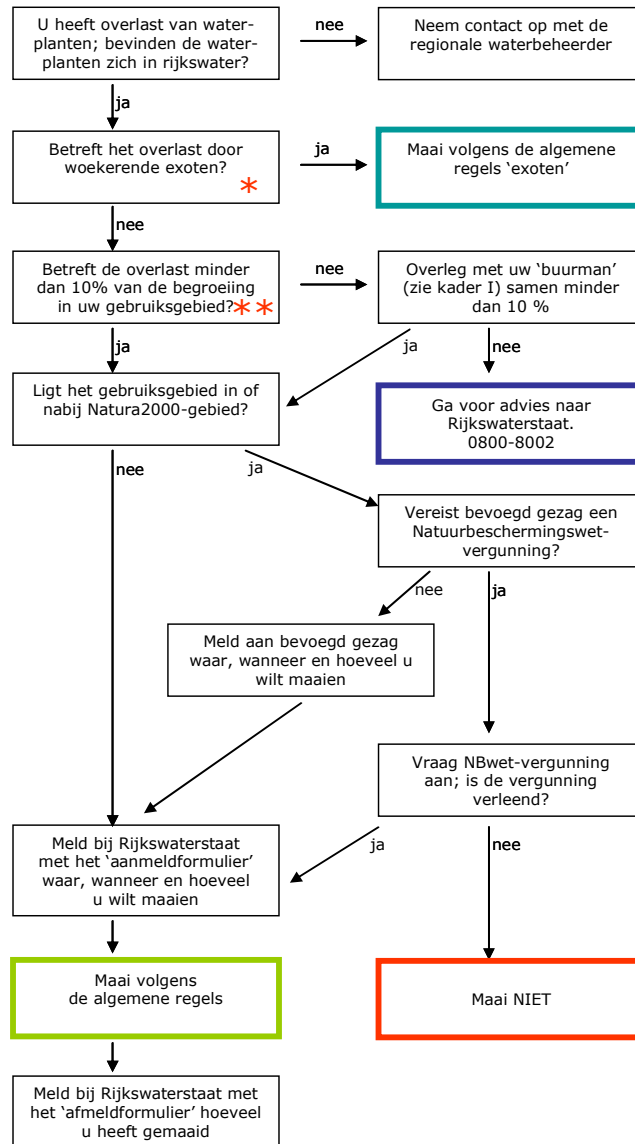 U heeft overlast van water-
planten; bevinden de water-
planten zich in rijkswater?
nee
Neem contact op met de
regionale waterbeheerder
ja
Betreft het overlast door
woekerende exoten?
*
ja
Maai volgens de algemene
regels ‘exoten’
nee
Betreft de overlast minder
dan 10% van de begroeiing
in uw gebruiksgebied?**
nee
Overleg met uw ‘buurman’
(zie kader I) samen minder
dan 10 %
ja
ja
nee
Ligt het gebruiksgebied in of
nabij Natura2000-gebied?
Ga voor advies naar
Rijkswaterstaat.
0800-8002
nee
ja
Vereist bevoegd gezag een
Natuurbeschermingswet-
vergunning?
nee
ja
Meld aan bevoegd gezag
waar, wanneer en hoeveel u
wilt maaien
Vraag NBwet-vergunning
aan; is de vergunning
verleend?
ja
nee
Meld bij Rijkswaterstaat
met het ‘aanmeldformulier’
waar, wanneer en hoeveel
u wilt maaien
Maai volgens
de algemene regels
Maai NIET
Meld bij Rijkswaterstaat met
het ‘afmeldformulier’ hoeveel
u heeft gemaaid